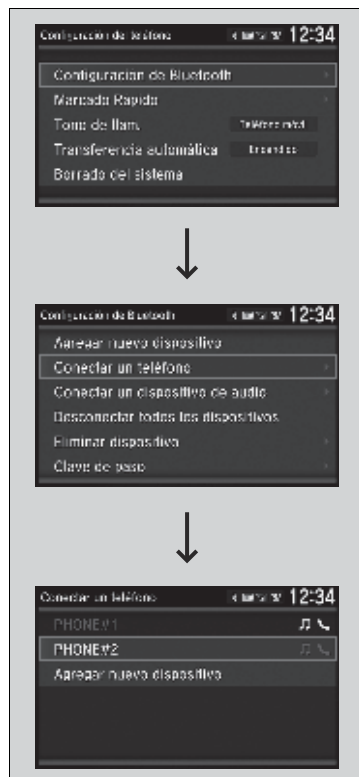 Configuración de teléfono 12:34
Configuración de Bluetooth
Marcado Rápido
Tono de llam. Teléfono móvil
Transferencia automática Encendido
Borrado del sistema
Configuración de Bluetooth 12:34
Agregar nuevo dispositivo
Conectar un teléfono
Conectar un dispositivo de audio
Desconectar todos los dispositivos
Eliminar dispositivo
Clave de paso
Conectar un teléfono 12:34
PHONE#1
PHONE#2
Agregar nuevo dispositivo